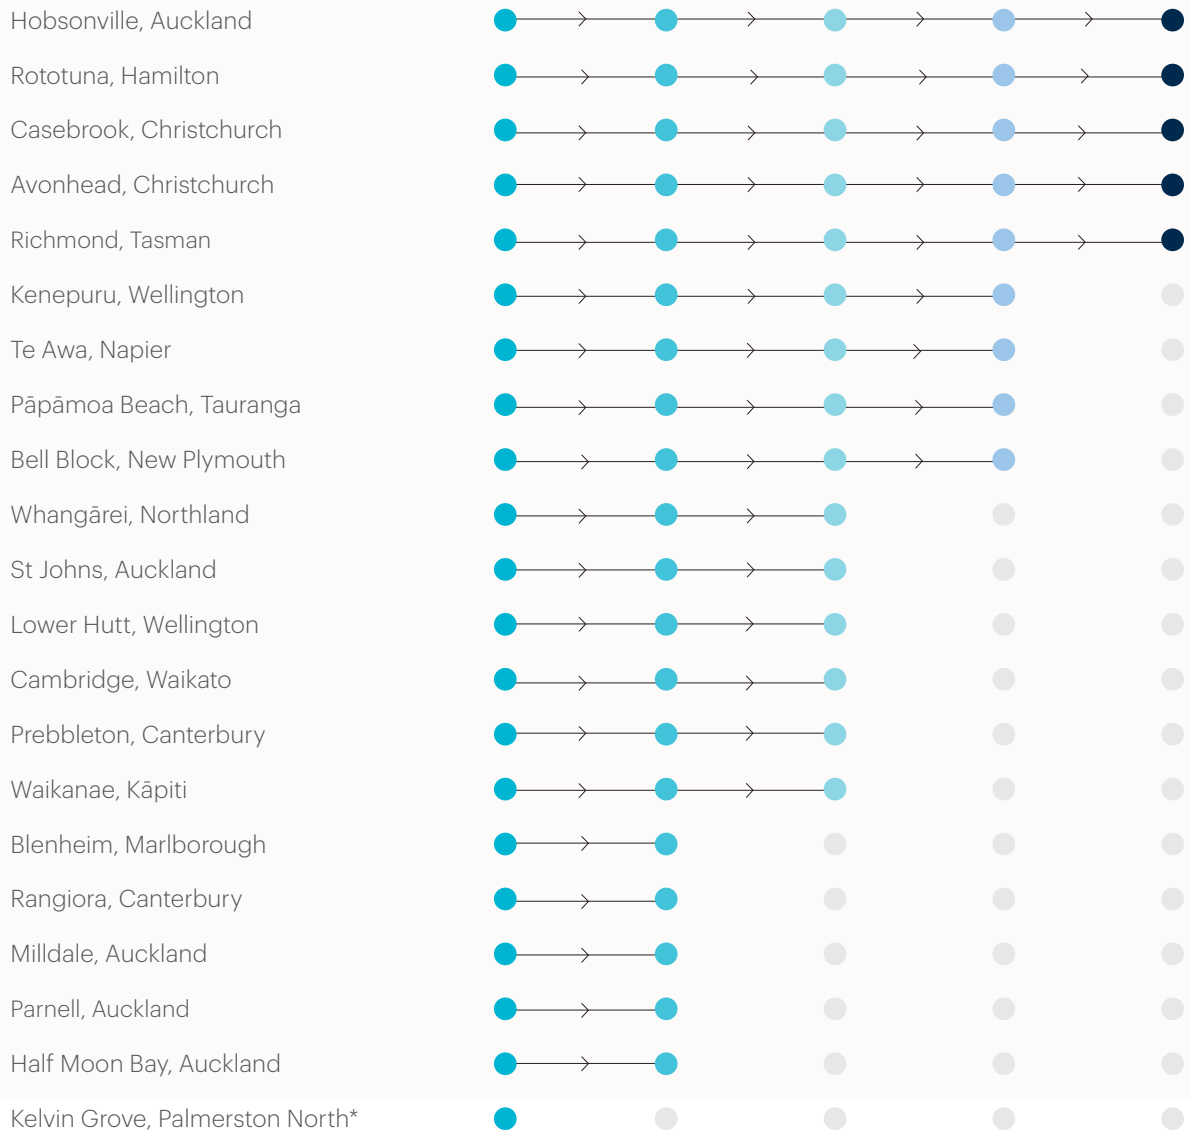 Hobsonville, Auckland
Rototuna, Hamilton
Casebrook, Christchurch
Avonhead, Christchurch
Richmond, Tasman
Kenepuru, Wellington
Te Awa, Napier
Pāpāmoa Beach, Tauranga
Bell Block, New Plymouth
Whangārei, Northland
St Johns, Auckland
Lower Hutt, Wellington
Cambridge, Waikato
Prebbleton, Canterbury
Waikanae, Kāpiti
Blenheim, Marlborough
Rangiora, Canterbury
Milldale, Auckland
Parnell, Auckland
Half Moon Bay, Auckland
Kelvin Grove, Palmerston North*